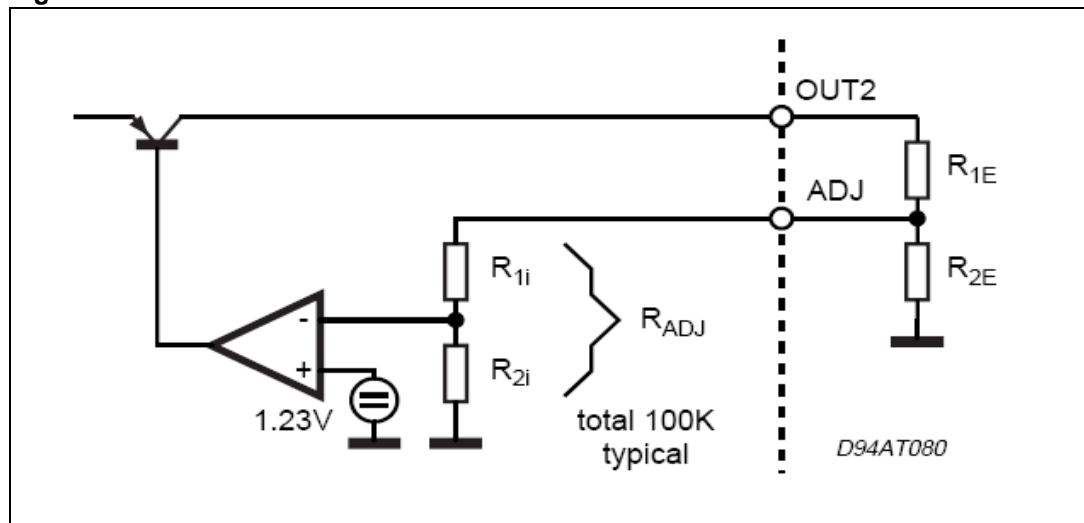 OUT2
R1E
ADJ
R1i
R2E
RADJ
-
+
R2i
1.23V
total 100K
typical
D94AT080